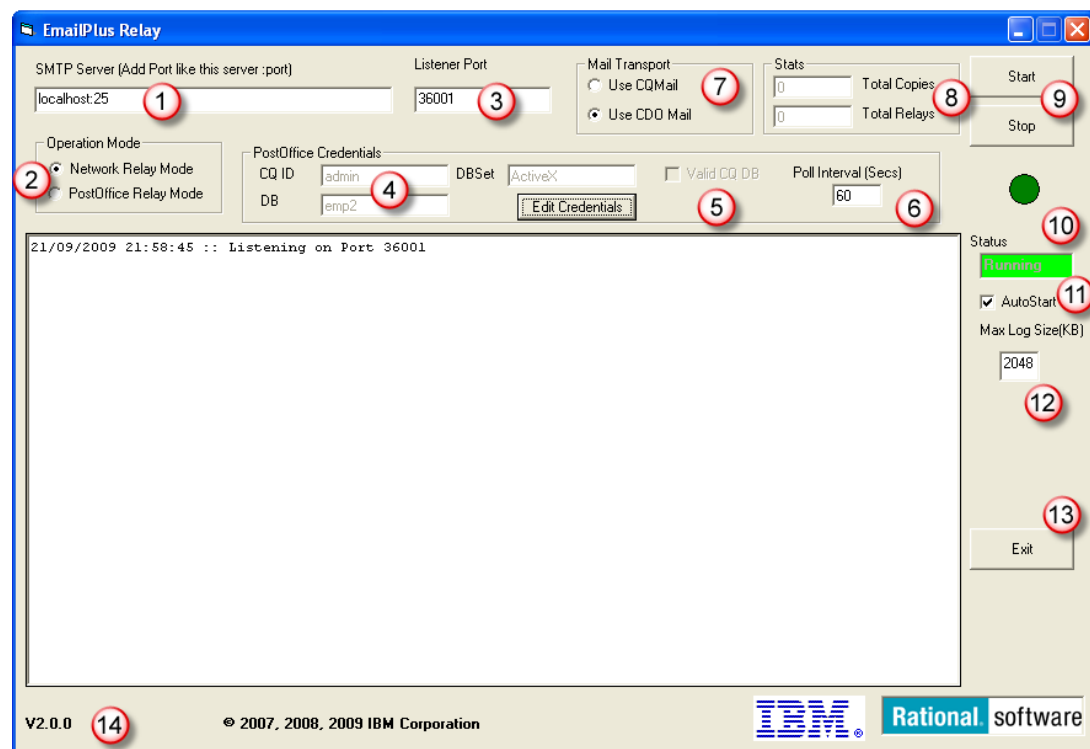 EmailPlus Relay
SMTP Server (Add Port like this server :port)
localhost:25
1
Listener Port
36001
3
Mail Transport
Use CQMail
Use CDO Mail
7
Stats
0 Total Copies
0 Total Relays
8
Start
Stop
9
Operation Mode
Network Relay Mode
PostOffice Relay Mode
2
PostOffice Credentials
CQ ID admin
DB emp2
4
DBSet ActiveX
Edit Credentials
Valid CQ DB
5
Poll Interval (Secs)
60
6
10
21/09/2009 21:58:45 :: Listening on Port 36001
Status
Running
11
AutoStart
Max Log Size(KB)
2048
12
13
Exit
V2.0.0
14
© 2007, 2008, 2009 IBM Corporation
IBM®
Rational. software